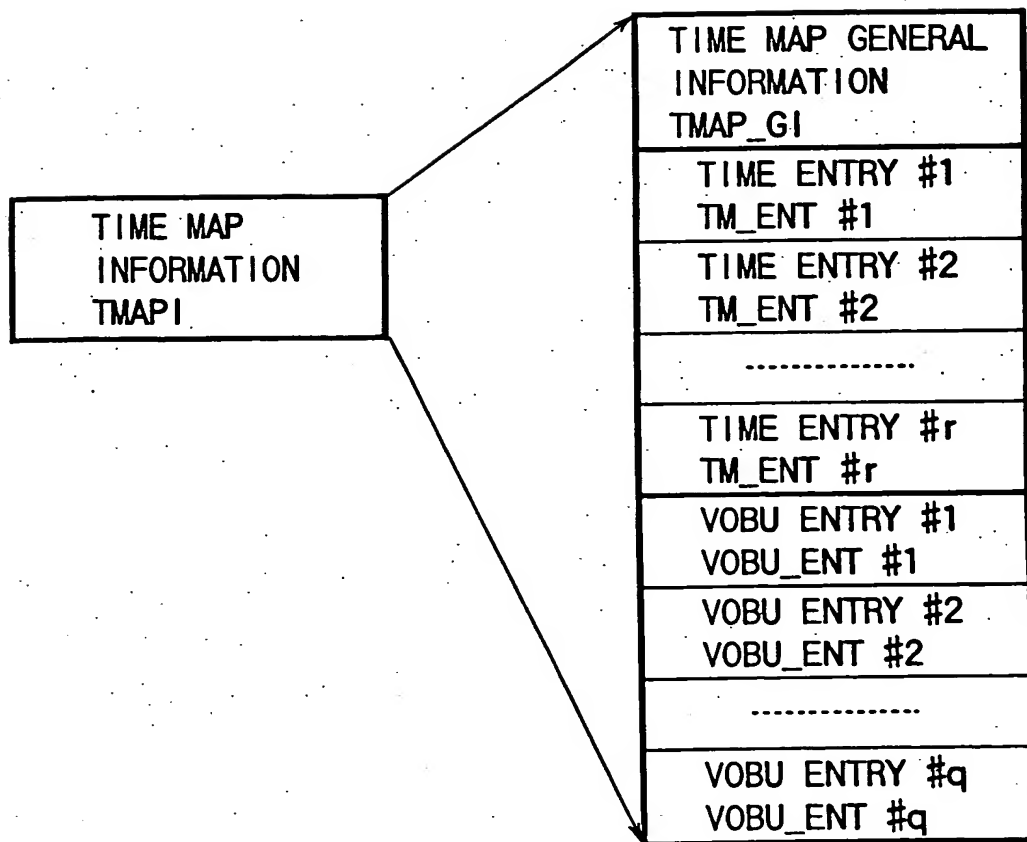 TIME MAP
INFORMATION
TMAPI
TIME MAP GENERAL
INFORMATION
TMAP_GI
TIME ENTRY #1
TM_ENT #1
TIME ENTRY #2
TM_ENT #2
...............
TIME ENTRY #r
TM_ENT #r
VOBU ENTRY #1
VOBU_ENT #1
VOBU ENTRY #2
VOBU_ENT #2
...............
VOBU ENTRY #q
VOBU_ENT #q